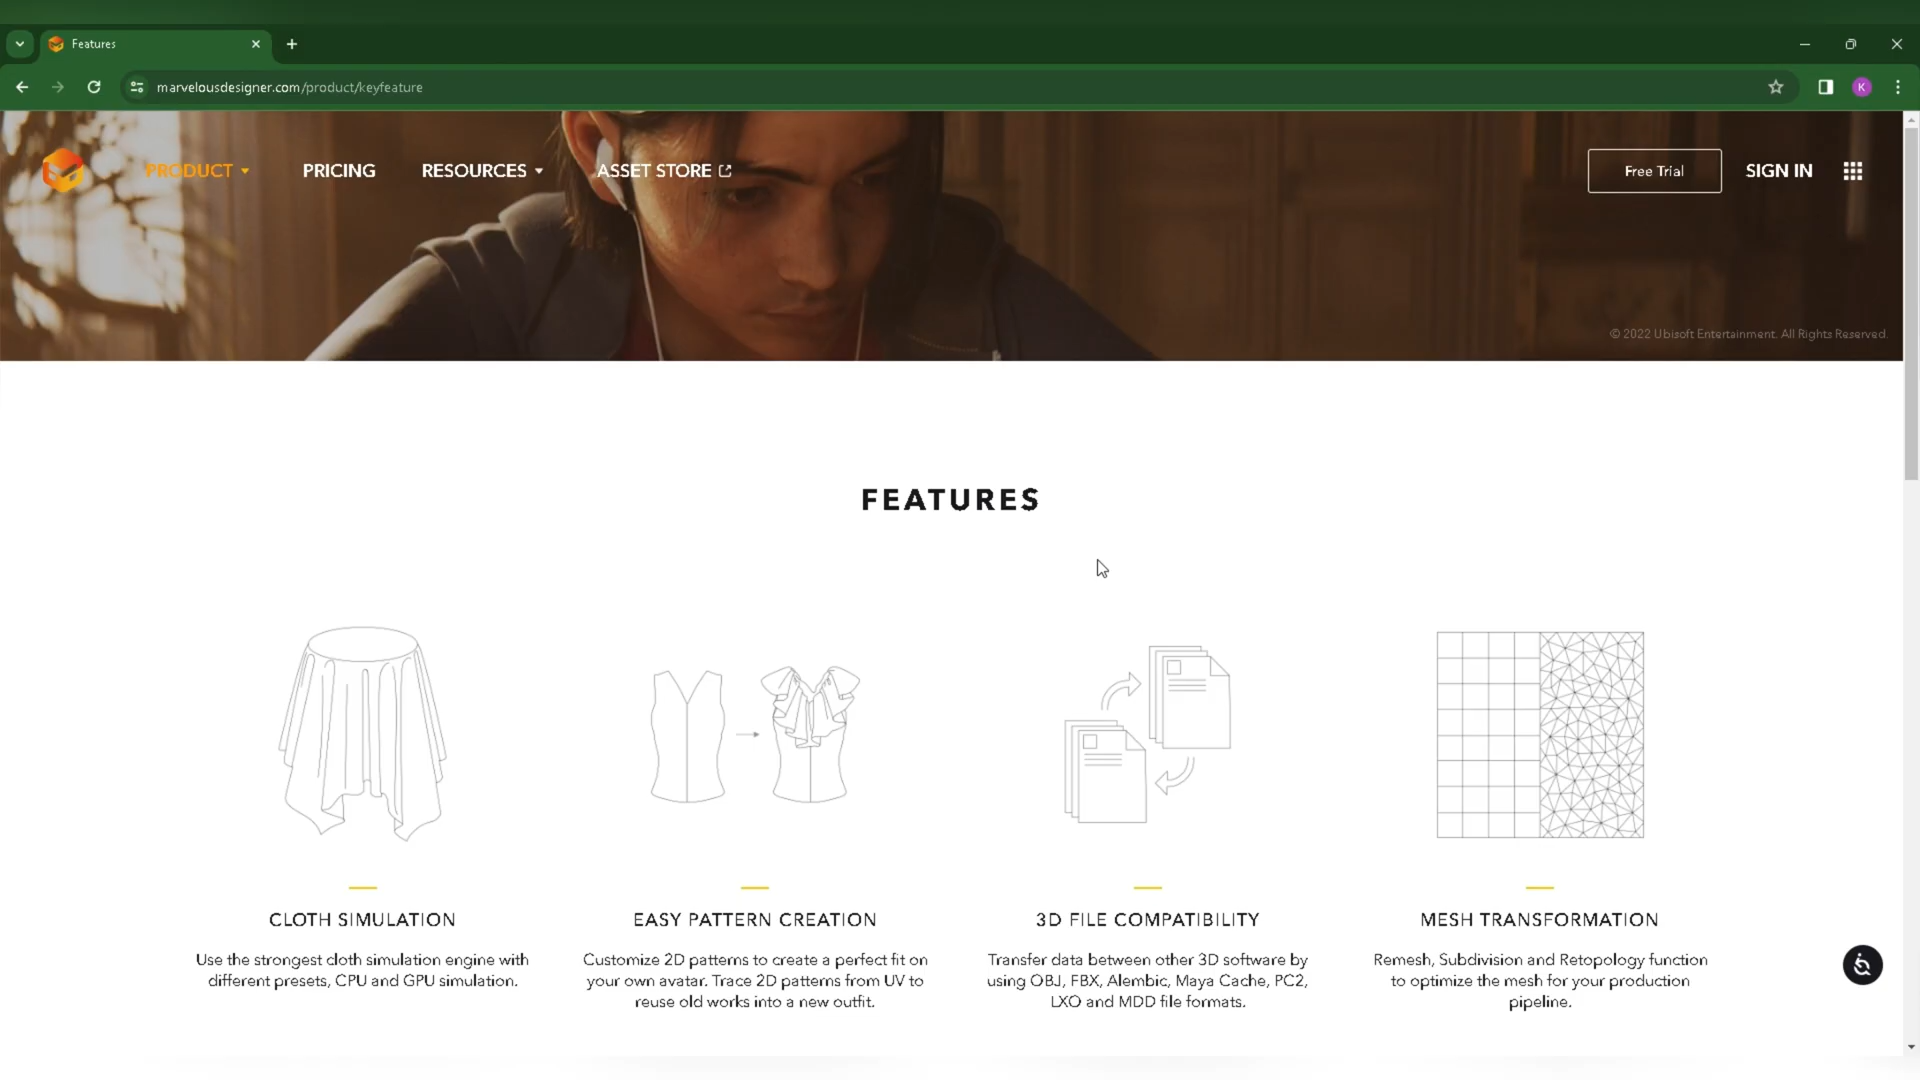 Features
marvelousdesigner.com/product/keyfeature
K
PRODUCT
PRICING
RESOURCES
ASSET STORE
Free Trial
SIGN IN
© 2022 Ubisoft Entertainment. All Rights Reserved.
FEATURES
CLOTH SIMULATION
Use the strongest cloth simulation engine with
different presets, CPU and GPU simulation.
EASY PATTERN CREATION
Customize 2D patterns to create a perfect fit on
your own avatar. Trace 2D patterns from UV to
reuse old works into a new outfit.
3D FILE COMPATIBILITY
Transfer data between other 3D software by
using OBJ, FBX, Alembic, Maya Cache, PC2,
LXO and MDD file formats.
MESH TRANSFORMATION
Remesh, Subdivision and Retopology function
to optimize the mesh for your production
pipeline.